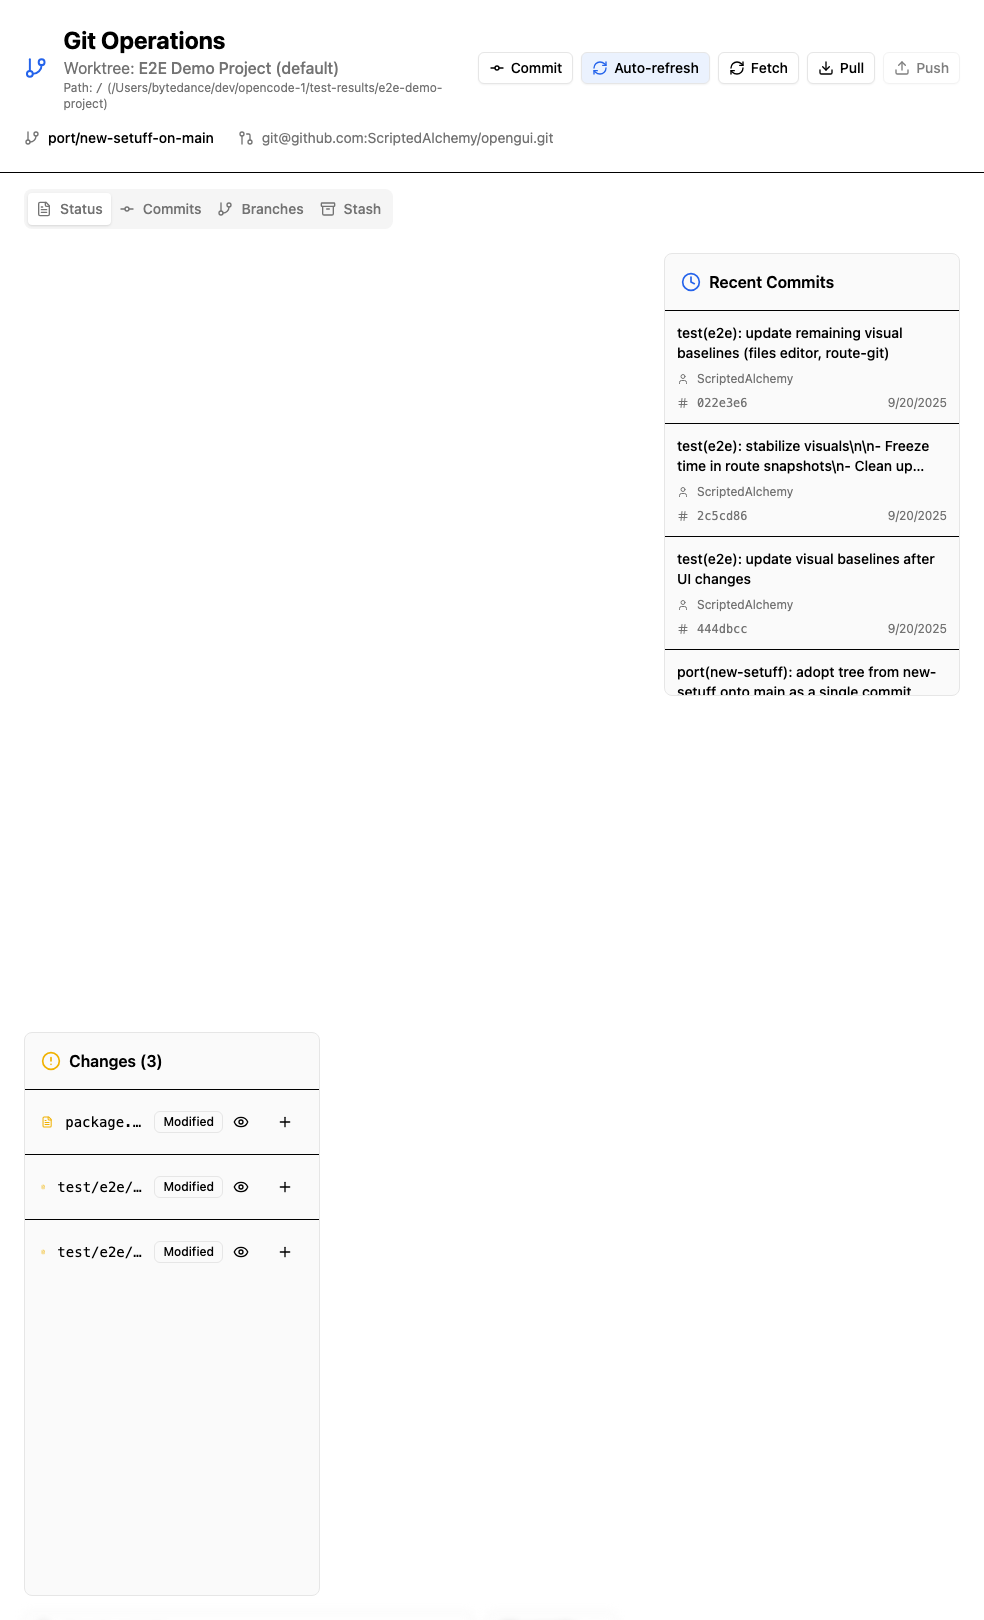 Git Operations
Worktree: E2E Demo Project (default)
Path: / (/Users/bytedance/dev/opencode-1/test-results/e2e-demo-
project)
Commit
Auto-refresh
Fetch
Pull
Push
port/new-setuff-on-main
git@github.com:ScriptedAlchemy/opengui.git
Status
Commits
Branches
Stash
Recent Commits
test(e2e): update remaining visual
baselines (files editor, route-git)
ScriptedAlchemy
# 022e3e6 9/20/2025
test(e2e): stabilize visuals\n\n- Freeze
time in route snapshots\n- Clean up...
ScriptedAlchemy
# 2c5cd86 9/20/2025
test(e2e): update visual baselines after
UI changes
ScriptedAlchemy
# 444dbcc 9/20/2025
port(new-setuff): adopt tree from new-
setuff onto main as a single commit
Changes (3)
package.… Modified
test/e2e/… Modified
test/e2e/… Modified